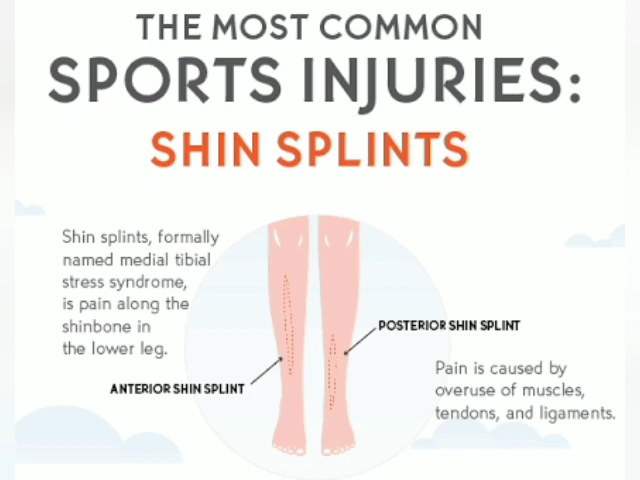 THE MOST COMMON
SPORTS INJURIES:
SHIN SPLINTS
Shin splints, formally
named medial tibial
stress syndrome,
is pain along the
shinbone in
the lower leg.
ANTERIOR SHIN SPLINT
POSTERIOR SHIN SPLINT
Pain is caused by
overuse of muscles,
tendons, and ligaments.